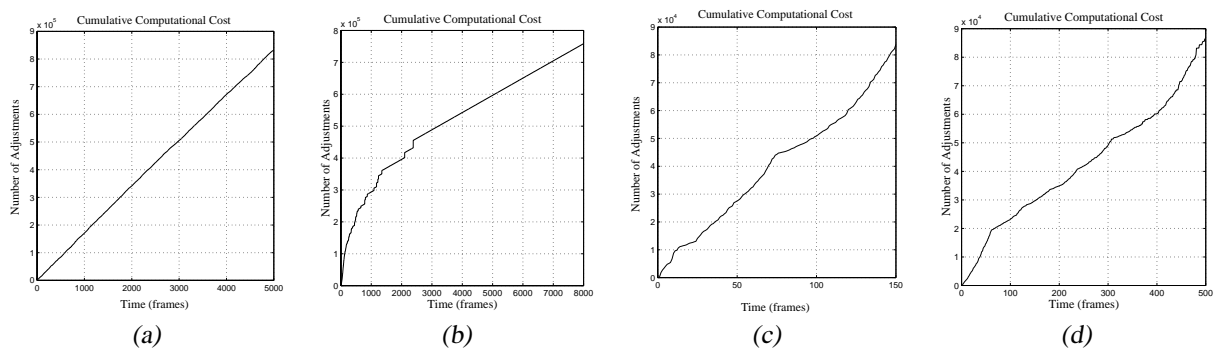 Cumulative Computational Cost
x 10^5
9
8
7
6
5
4
3
2
1
0
Number of Adjustments
0 1000 2000 3000 4000 5000
Time (frames)
(a)
Cumulative Computational Cost
x 10^5
8
7
6
5
4
3
2
1
0
Number of Adjustments
0 1000 2000 3000 4000 5000 6000 7000 8000
Time (frames)
(b)
Cumulative Computational Cost
x 10^4
9
8
7
6
5
4
3
2
1
0
Number of Adjustments
0 50 100 150
Time (frames)
(c)
Cumulative Computational Cost
x 10^4
9
8
7
6
5
4
3
2
1
0
Number of Adjustments
0 100 200 300 400 500
Time (frames)
(d)